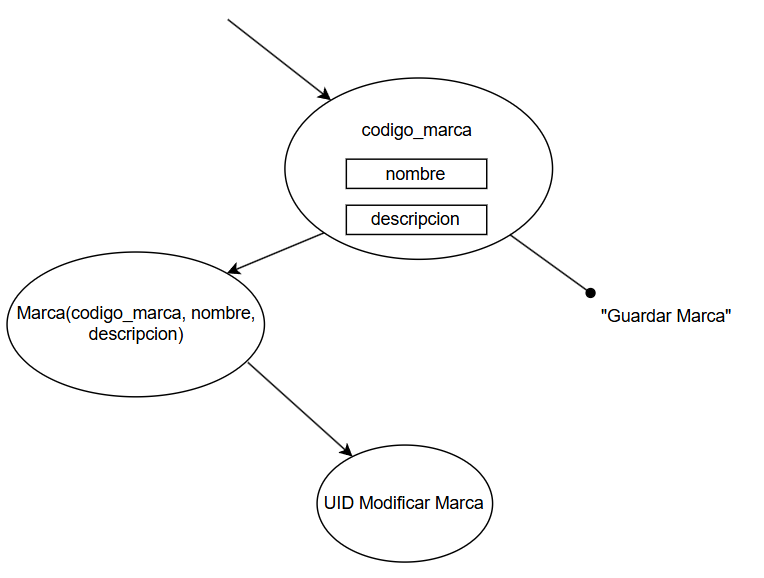 codigo_marca
nombre
descripcion
"Guardar Marca"
Marca(codigo_marca, nombre,
descripcion)
UID Modificar Marca